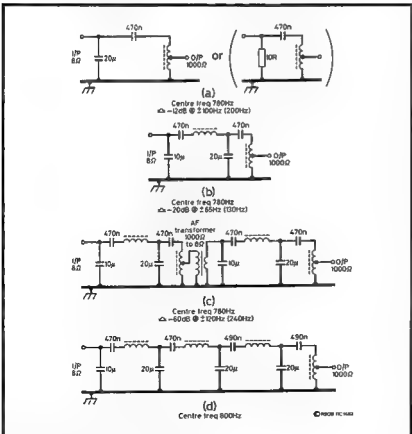 470n
470n
I/P
8Ω
20µ
O/P
1000Ω
or
10R
O/P
1000Ω
(a)
Centre freq 780Hz
-12dB @ ±100Hz (200Hz)
470n
470n
I/P
8Ω
10µ
20µ
O/P
1000Ω
(b)
Centre freq 780Hz
-20dB @ ±65Hz (130Hz)
AF
transformer
1000Ω
to 8Ω
470n
470n
470n
470n
I/P
8Ω
10µ
20µ
10µ
20µ
O/P
1000Ω
(c)
Centre freq 780Hz
-60dB @ ±120Hz (240Hz)
470n
470n
490n
490n
I/P
8Ω
10µ
20µ
20µ
20µ
O/P
1000Ω
(d)
Centre freq 800Hz